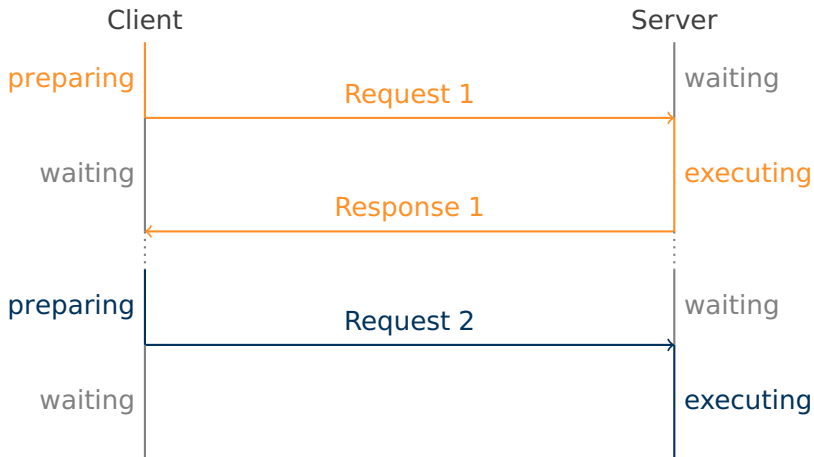 Client Server
preparing Request 1 waiting
waiting executing
Response 1
preparing Request 2 waiting
waiting executing